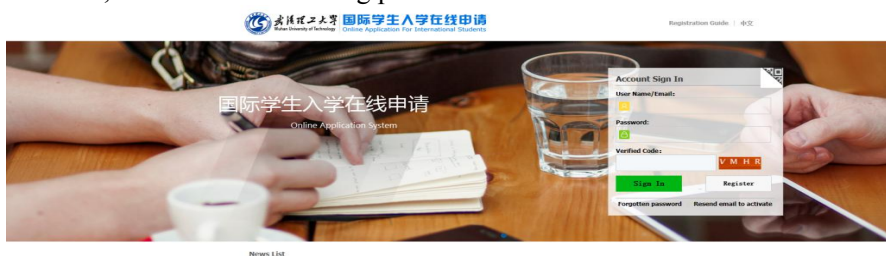 武汉理工大学 国际学生入学在线申请
Wuhan University of Technology Online Application For International Students
Registration Guide | 中文
国际学生入学在线申请
Online Application System
Account Sign In
User Name/Email:
Password:
Verified Code:
V M H R
Sign In Register
Forgotten password Resend email to activate
News List